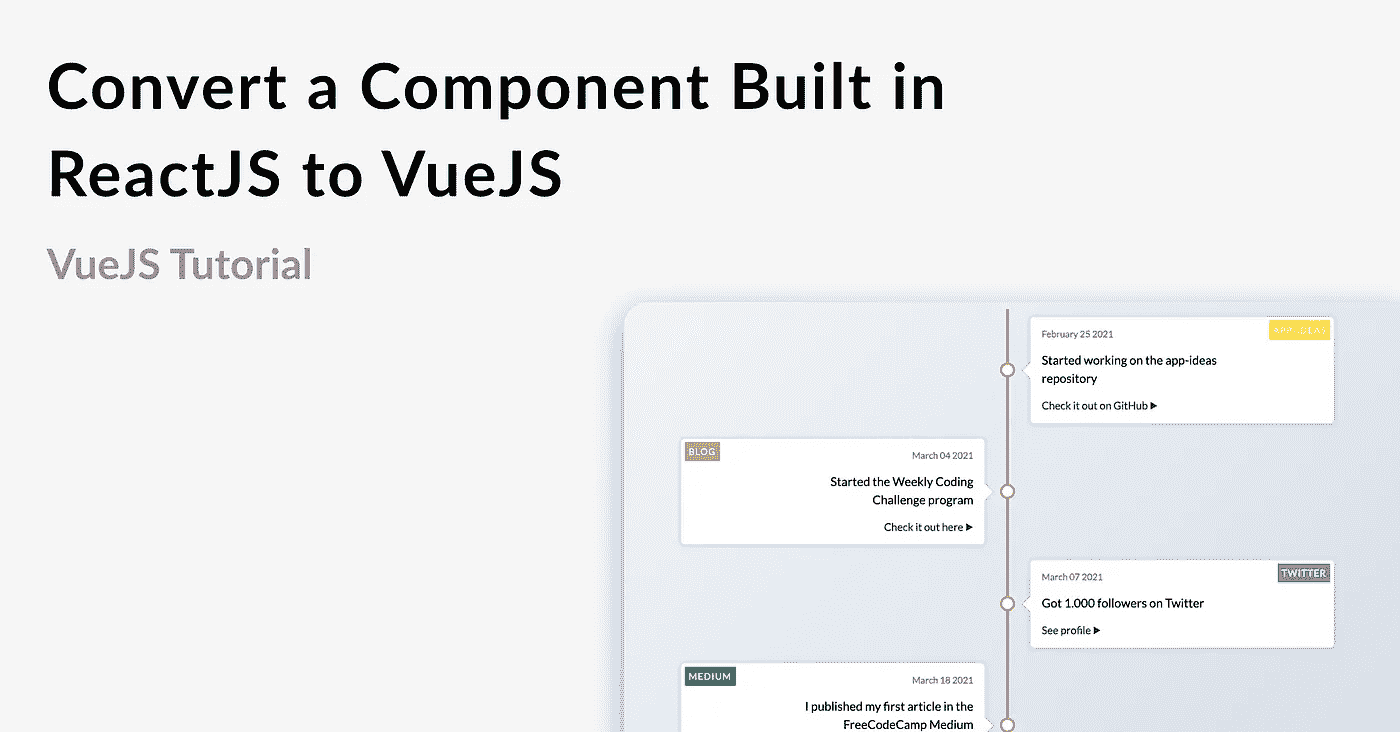 Convert a Component Built in
ReactJS to VueJS
VueJS Tutorial
February 25 2021
APP-IDEAS
Started working on the app-ideas
repository
Check it out on GitHub ▶
BLOG
March 04 2021
Started the Weekly Coding
Challenge program
Check it out here ▶
March 07 2021
TWITTER
Got 1.000 followers on Twitter
See profile ▶
MEDIUM
March 18 2021
I published my first article in the
FreeCodeCamp Medium